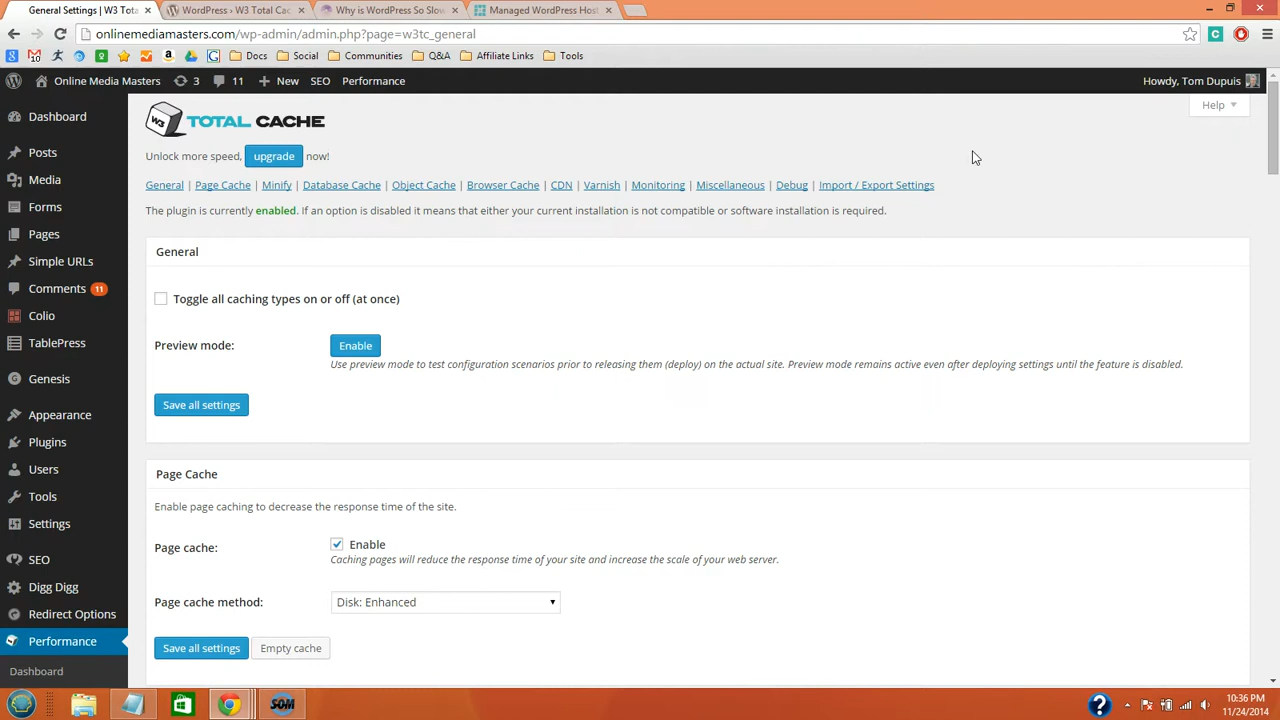 General Settings | W3 Tota ×
WordPress › W3 Total Cac ×
Why is WordPress So Slow ×
Managed WordPress Host ×
onlinemediamasters.com/wp-admin/admin.php?page=w3tc_general
Docs Social Communities Q&A Affiliate Links Tools
Online Media Masters 3 11 New SEO Performance Howdy, Tom Dupuis
Dashboard
Posts
Media
Forms
Pages
Simple URLs
Comments 11
Colio
TablePress
Genesis
Appearance
Plugins
Users
Tools
Settings
SEO
Digg Digg
Redirect Options
Performance
Dashboard
Help
W3 TOTAL CACHE
Unlock more speed, upgrade now!
General | Page Cache | Minify | Database Cache | Object Cache | Browser Cache | CDN | Varnish | Monitoring | Miscellaneous | Debug | Import / Export Settings
The plugin is currently enabled. If an option is disabled it means that either your current installation is not compatible or software installation is required.
General
Toggle all caching types on or off (at once)
Preview mode: Enable
Use preview mode to test configuration scenarios prior to releasing them (deploy) on the actual site. Preview mode remains active even after deploying settings until the feature is disabled.
Save all settings
Page Cache
Enable page caching to decrease the response time of the site.
Page cache: Enable
Caching pages will reduce the response time of your site and increase the scale of your web server.
Page cache method: Disk: Enhanced
Save all settings Empty cache
SOM
10:36 PM
11/24/2014